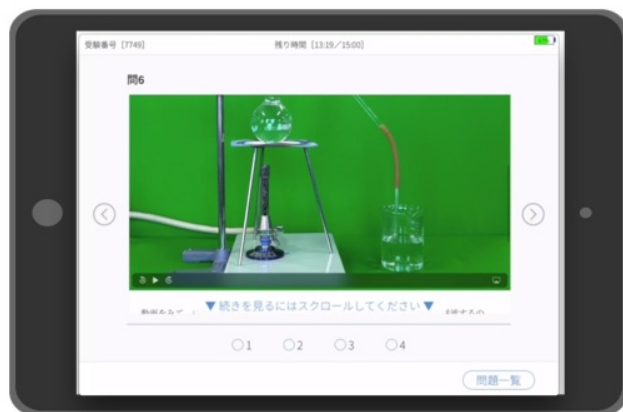 受験番号 [7749]
残り時間 [13:19/15:00]
問6
▼続きを見るにはスクロールしてください▼
○1 ○2 ○3 ○4
問題一覧